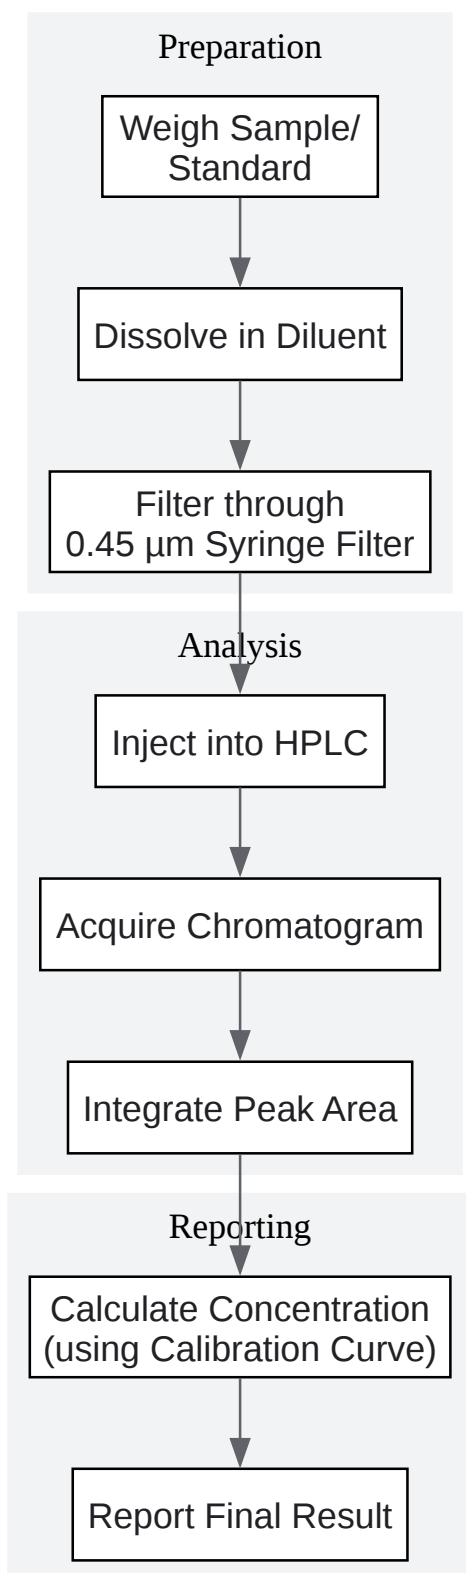 Preparation
Weigh Sample/
Standard
Dissolve in Diluent
Filter through
0.45 µm Syringe Filter
Analysis
Inject into HPLC
Acquire Chromatogram
Integrate Peak Area
Reporting
Calculate Concentration
(using Calibration Curve)
Report Final Result